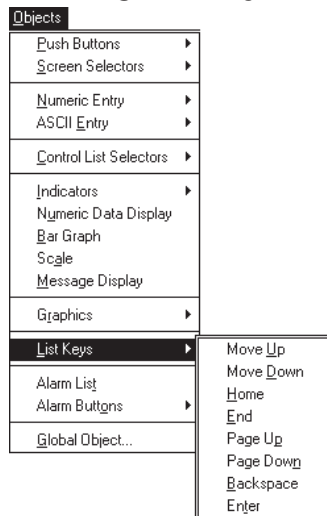 Objects
Push Buttons
Screen Selectors
Numeric Entry
ASCII Entry
Control List Selectors
Indicators
Numeric Data Display
Bar Graph
Scale
Message Display
Graphics
List Keys
Alarm List
Alarm Buttons
Global Object...
Move Up
Move Down
Home
End
Page Up
Page Down
Backspace
Enter